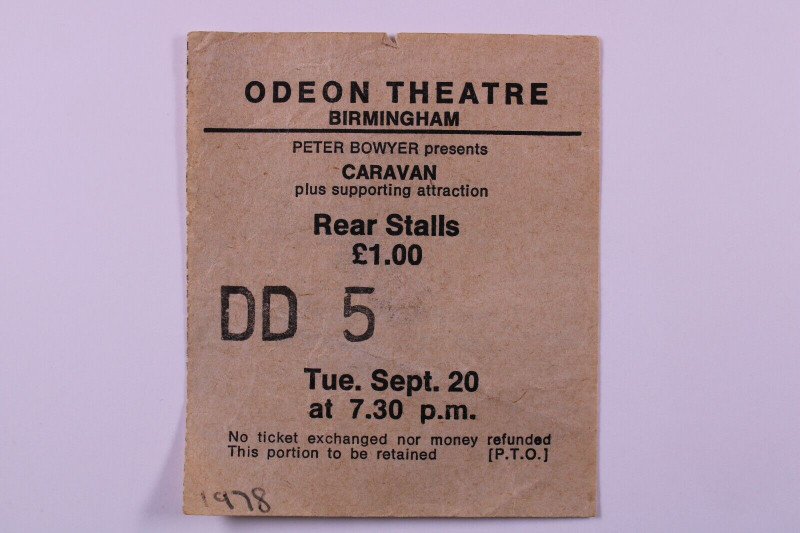 ODEON THEATRE
BIRMINGHAM
PETER BOWYER presents
CARAVAN
plus supporting attraction
Rear Stalls
£1.00
DD 5
Tue. Sept. 20
at 7.30 p.m.
No ticket exchanged nor money refunded
This portion to be retained [P.T.O.]
1978